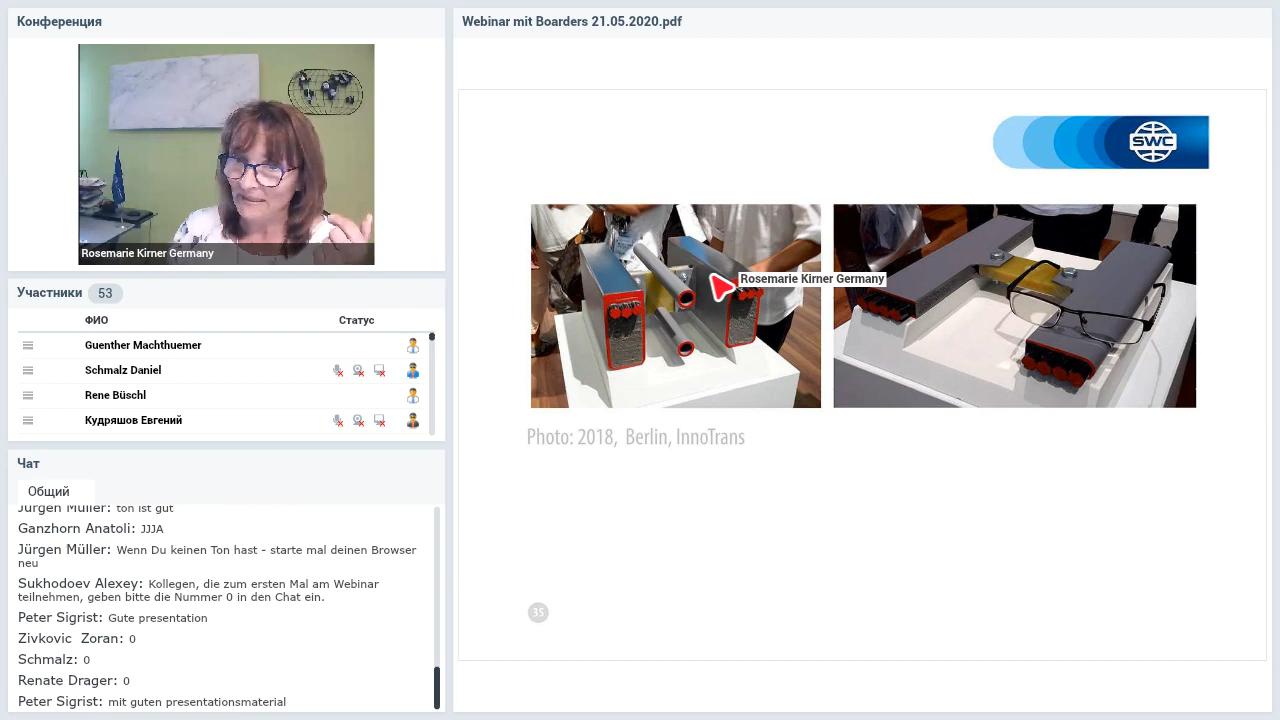 Конференция
Rosemarie Kirner Germany
Участники 53
ФИО Статус
Guenther Machthuemer
Schmalz Daniel
Rene Büschl
Кудряшов Евгений
Чат
Общий
Jürgen Müller: ton ist gut
Ganzhorn Anatoli: JJJA
Jürgen Müller: Wenn Du keinen Ton hast - starte mal deinen Browser
neu
Sukhodoev Alexey: Kollegen, die zum ersten Mal am Webinar
teilnehmen, geben bitte die Nummer 0 in den Chat ein.
Peter Sigrist: Gute presentation
Zivkovic Zoran: 0
Schmalz: 0
Renate Drager: 0
Peter Sigrist: mit guten presentationsmaterial
Webinar mit Boarders 21.05.2020.pdf
SWC
Rosemarie Kirner Germany
Photo: 2018, Berlin, InnoTrans
35